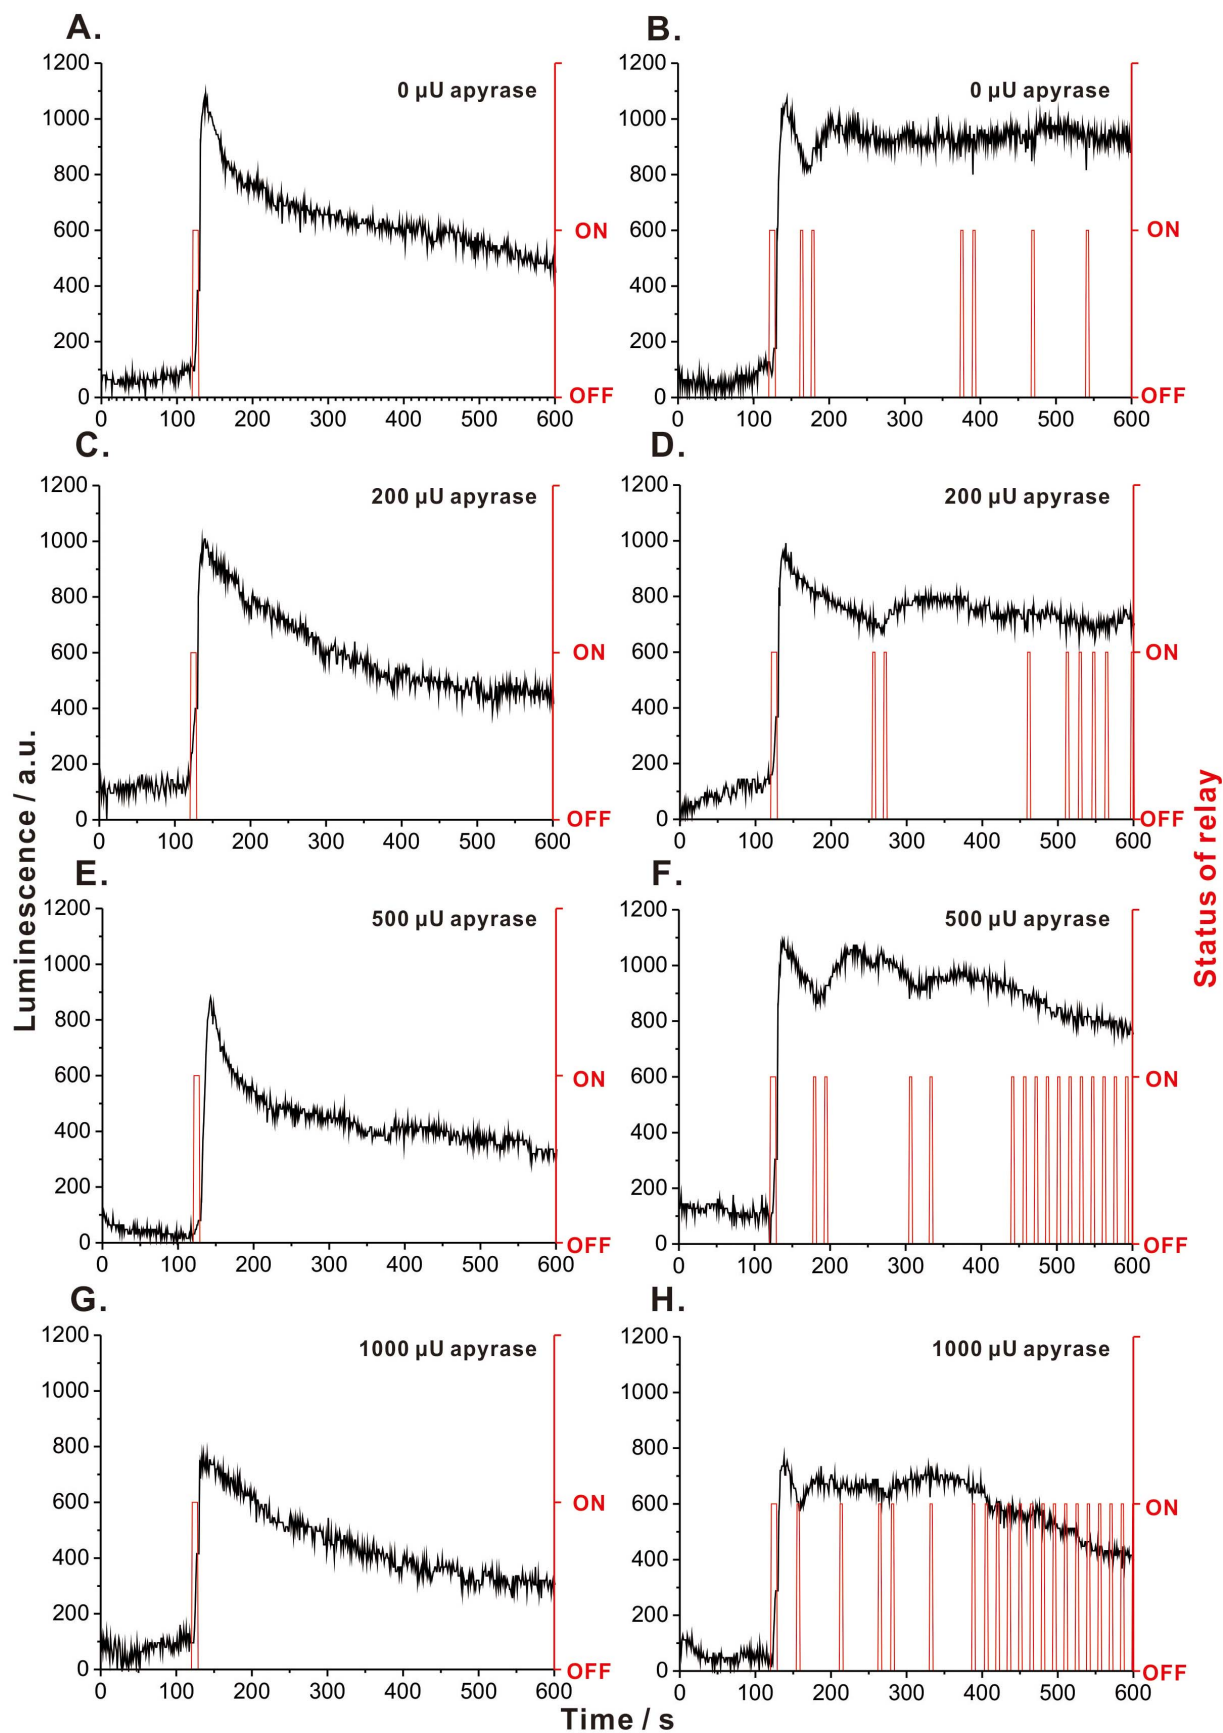 A.
B.
0 µU apyrase
0 µU apyrase
1200
1000
800
600
400
200
0
ON
OFF
0 100 200 300 400 500 600
1200
1000
800
600
400
200
0
ON
OFF
0 100 200 300 400 500 600
C.
D.
200 µU apyrase
200 µU apyrase
1200
1000
800
600
400
200
0
ON
OFF
0 100 200 300 400 500 600
1200
1000
800
600
400
200
0
ON
OFF
0 100 200 300 400 500 600
Luminescence / a.u.
Status of relay
E.
F.
500 µU apyrase
500 µU apyrase
1200
1000
800
600
400
200
0
ON
OFF
0 100 200 300 400 500 600
1200
1000
800
600
400
200
0
ON
OFF
0 100 200 300 400 500 600
G.
H.
1000 µU apyrase
1000 µU apyrase
1200
1000
800
600
400
200
0
ON
OFF
0 100 200 300 400 500 600
1200
1000
800
600
400
200
0
ON
OFF
0 100 200 300 400 500 600
Time / s